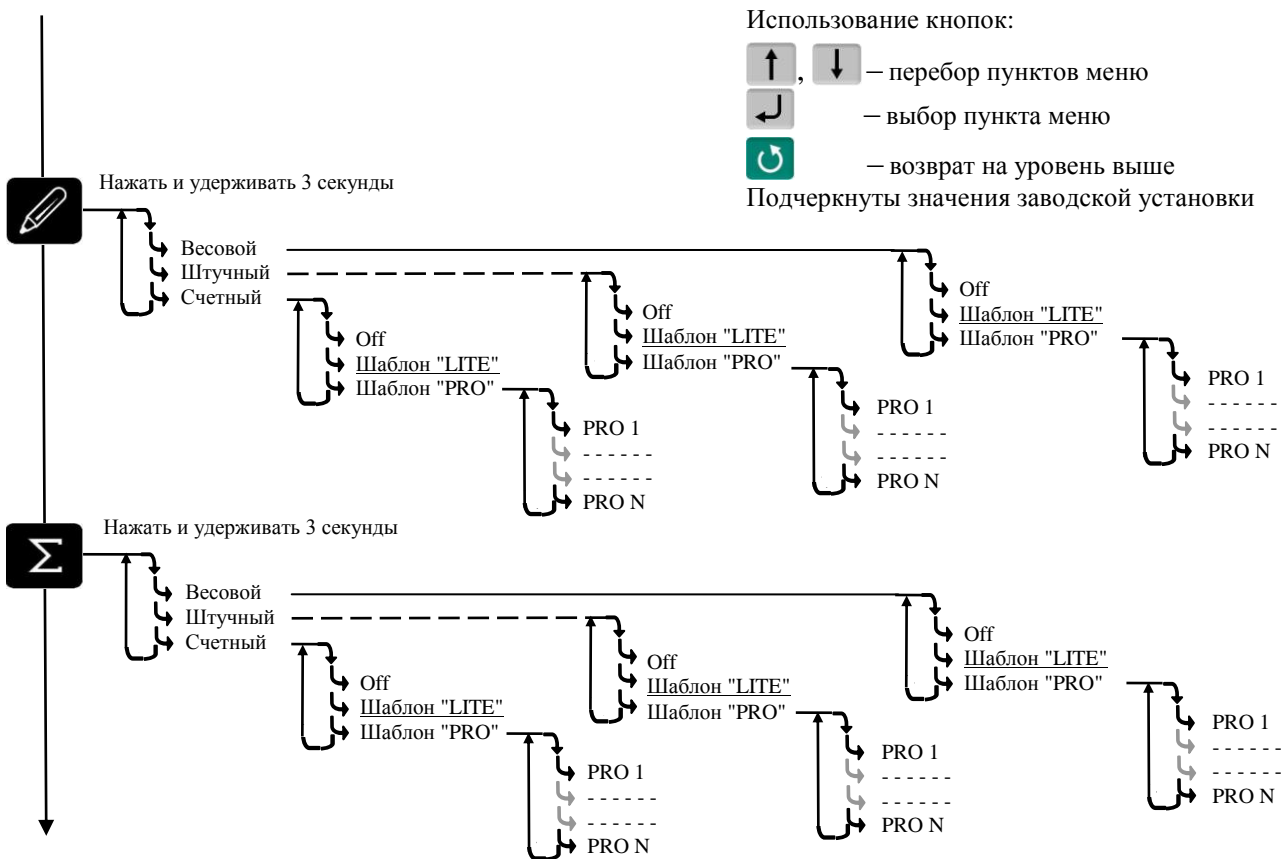 Использование кнопок:
, – перебор пунктов меню
– выбор пункта меню
– возврат на уровень выше
Подчеркнуты значения заводской установки
Нажать и удерживать 3 секунды
Весовой
Штучный
Счетный
Off
Шаблон "LITE"
Шаблон "PRO"
PRO 1
- - - - - -
- - - - - -
PRO N
Off
Шаблон "LITE"
Шаблон "PRO"
PRO 1
- - - - - -
- - - - - -
PRO N
Off
Шаблон "LITE"
Шаблон "PRO"
PRO 1
- - - - - -
- - - - - -
PRO N
Нажать и удерживать 3 секунды
Σ
Весовой
Штучный
Счетный
Off
Шаблон "LITE"
Шаблон "PRO"
PRO 1
- - - - - -
- - - - - -
PRO N
Off
Шаблон "LITE"
Шаблон "PRO"
PRO 1
- - - - - -
- - - - - -
PRO N
Off
Шаблон "LITE"
Шаблон "PRO"
PRO 1
- - - - - -
- - - - - -
PRO N